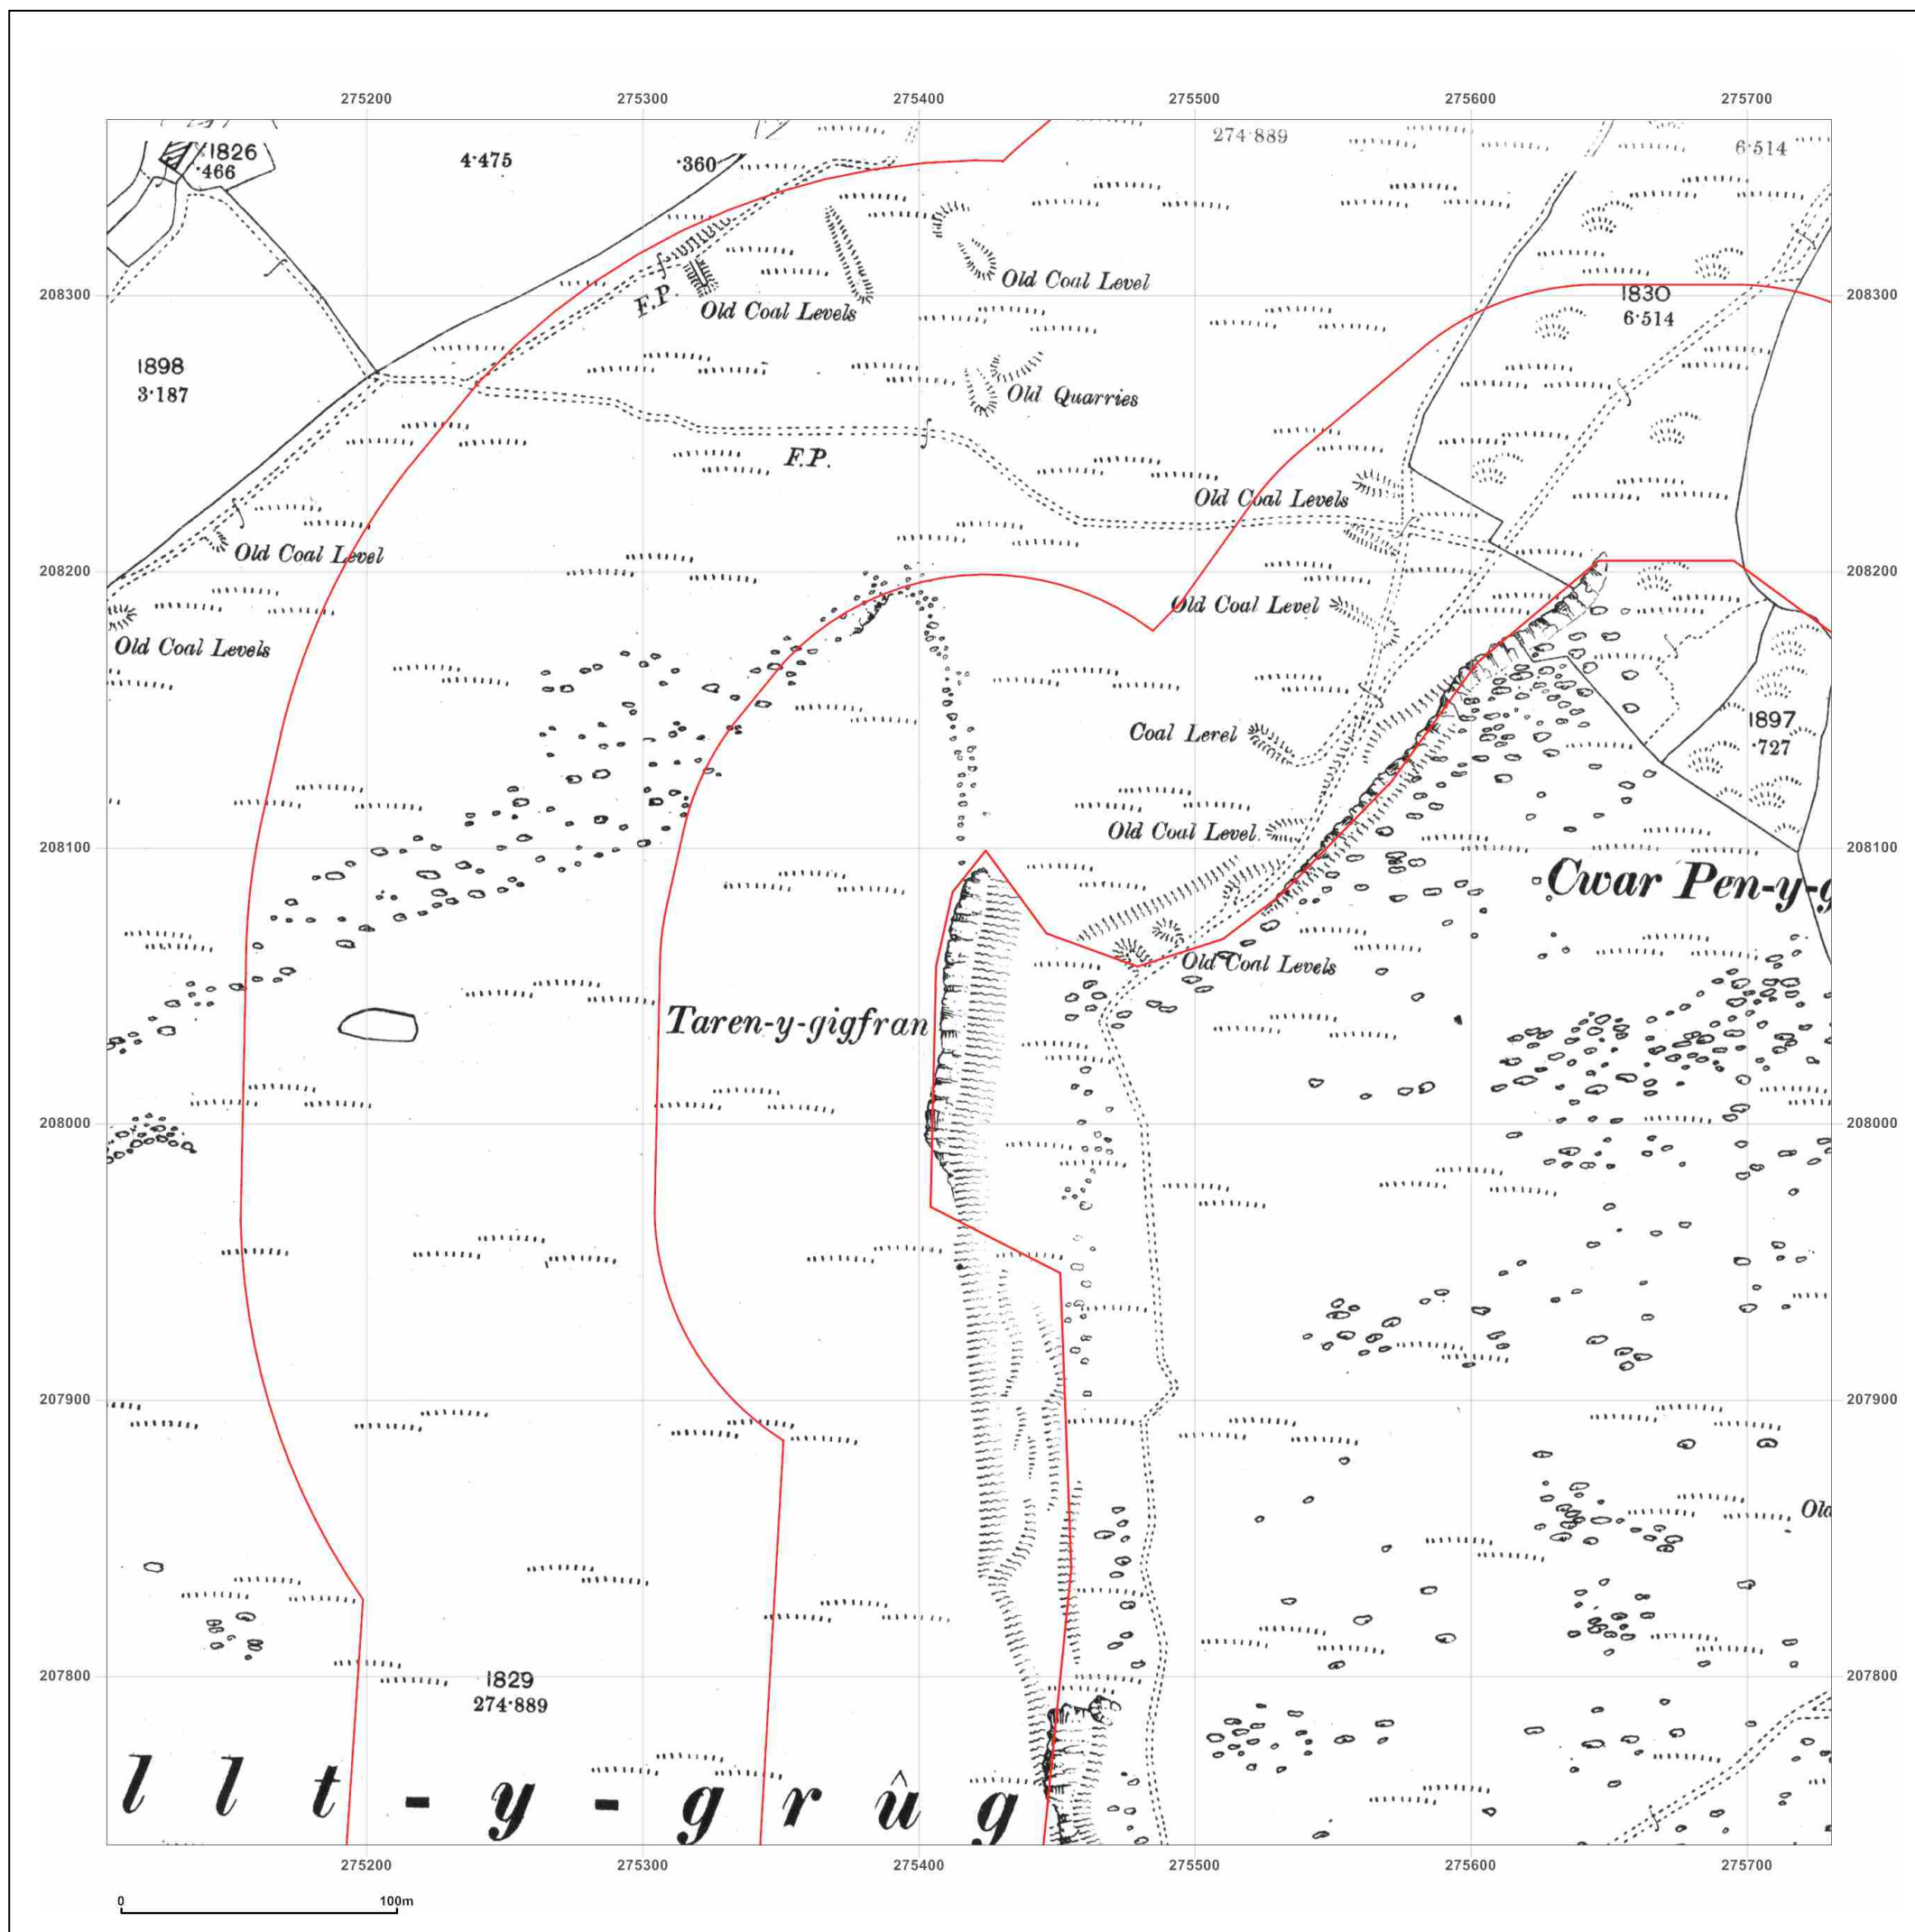 275200 275300 275400 275500 275600 275700
1826
·466
4·475
·360
274·889
6·514
Old Coal Level
208300
F.P.
Old Coal Levels
1830
208300
6·514
1898
3·187
Old Quarries
F.P.
Old Coal Levels
Old Coal Level
208200
208200
Old Coal Level
Old Coal Levels
1897
·727
Coal Level
Old Coal Level
208100
208100
Cwar Pen-y-g
Old Coal Levels
Taren-y-gigfran
208000
208000
207900
207900
Old
207800
1829
207800
274·889
llt-y-grûg
275200 275300 275400 275500 275600 275700
0 100m